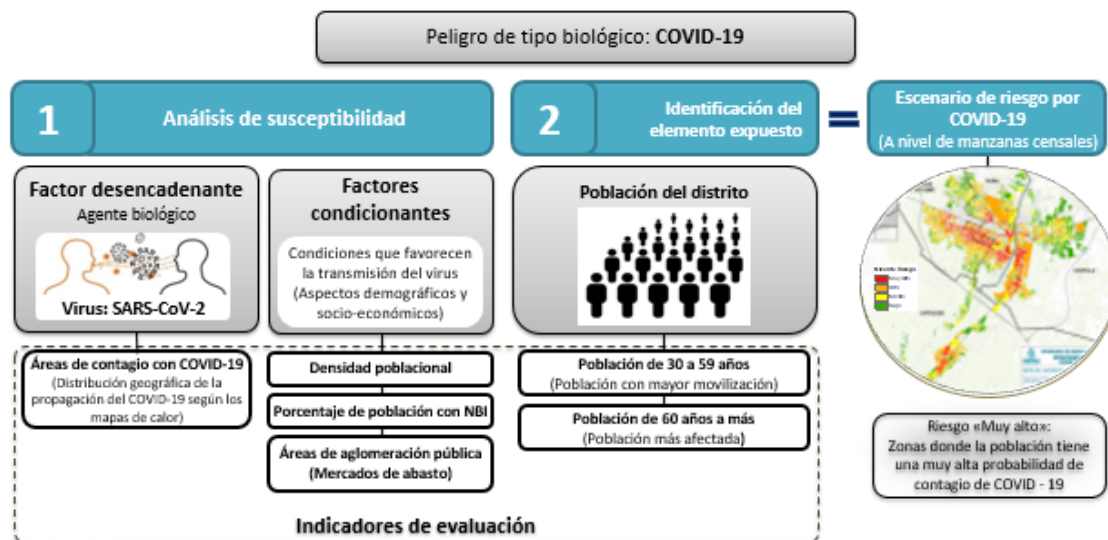 Peligro de tipo biológico: COVID-19
1
Análisis de susceptibilidad
2
Identificación del
elemento expuesto
=
Escenario de riesgo por
COVID-19
(A nivel de manzanas censales)
Factor desencadenante
Agente biológico
Virus: SARS-CoV-2
Factores
condicionantes
Condiciones que favorecen
la transmisión del virus
(Aspectos demográficos y
socio-económicos)
Población del distrito
Áreas de contagio con COVID-19
(Distribución geográfica de la
propagación del COVID-19 según los
mapas de calor)
Densidad poblacional
Porcentaje de población con NBI
Áreas de aglomeración pública
(Mercados de abasto)
Población de 30 a 59 años
(Población con mayor movilización)
Población de 60 años a más
(Población más afectada)
Riesgo «Muy alto»:
Zonas donde la población tiene
una muy alta probabilidad de
contagio de COVID - 19
Indicadores de evaluación